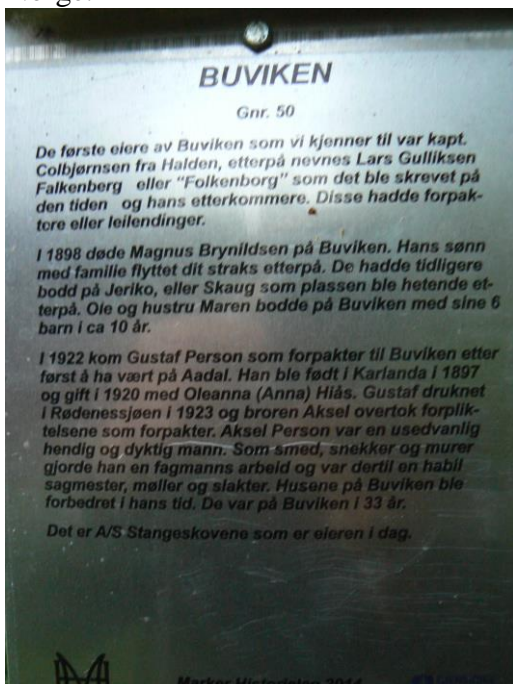 BUVIKEN
Gnr. 50
De første eiere av Buviken som vi kjenner til var kapt.
Colbjørnsen fra Halden, etterpå nevnes Lars Gulliksen
Falkenberg eller "Folkenborg" som det ble skrevet på
den tiden og hans etterkommere. Disse hadde forpak-
tere eller leilendinger.
I 1898 døde Magnus Brynildsen på Buviken. Hans sønn
med familie flyttet dit straks etterpå. De hadde tidligere
bodd på Jeriko, eller Skaug som plassen ble hetende et-
terpå. Ole og hustru Maren bodde på Buviken med sine 6
barn i ca 10 år.
I 1922 kom Gustaf Person som forpakter til Buviken etter
først å ha vært på Aadal. Han ble født i Karlanda i 1897
og gift i 1920 med Oleanna (Anna) Hiås. Gustaf druknet
i Rødenessjøen i 1923 og broren Aksel overtok forplik-
telsene som forpakter. Aksel Person var en usedvanlig
hendig og dyktig mann. Som smed, snekker og murer
gjorde han en fagmanns arbeid og var dertil en habil
sagmester, møller og slakter. Husene på Buviken ble
forbedret i hans tid. De var på Buviken i 33 år.
Det er A/S Stangeskovene som er eieren i dag.
Marker Historielag